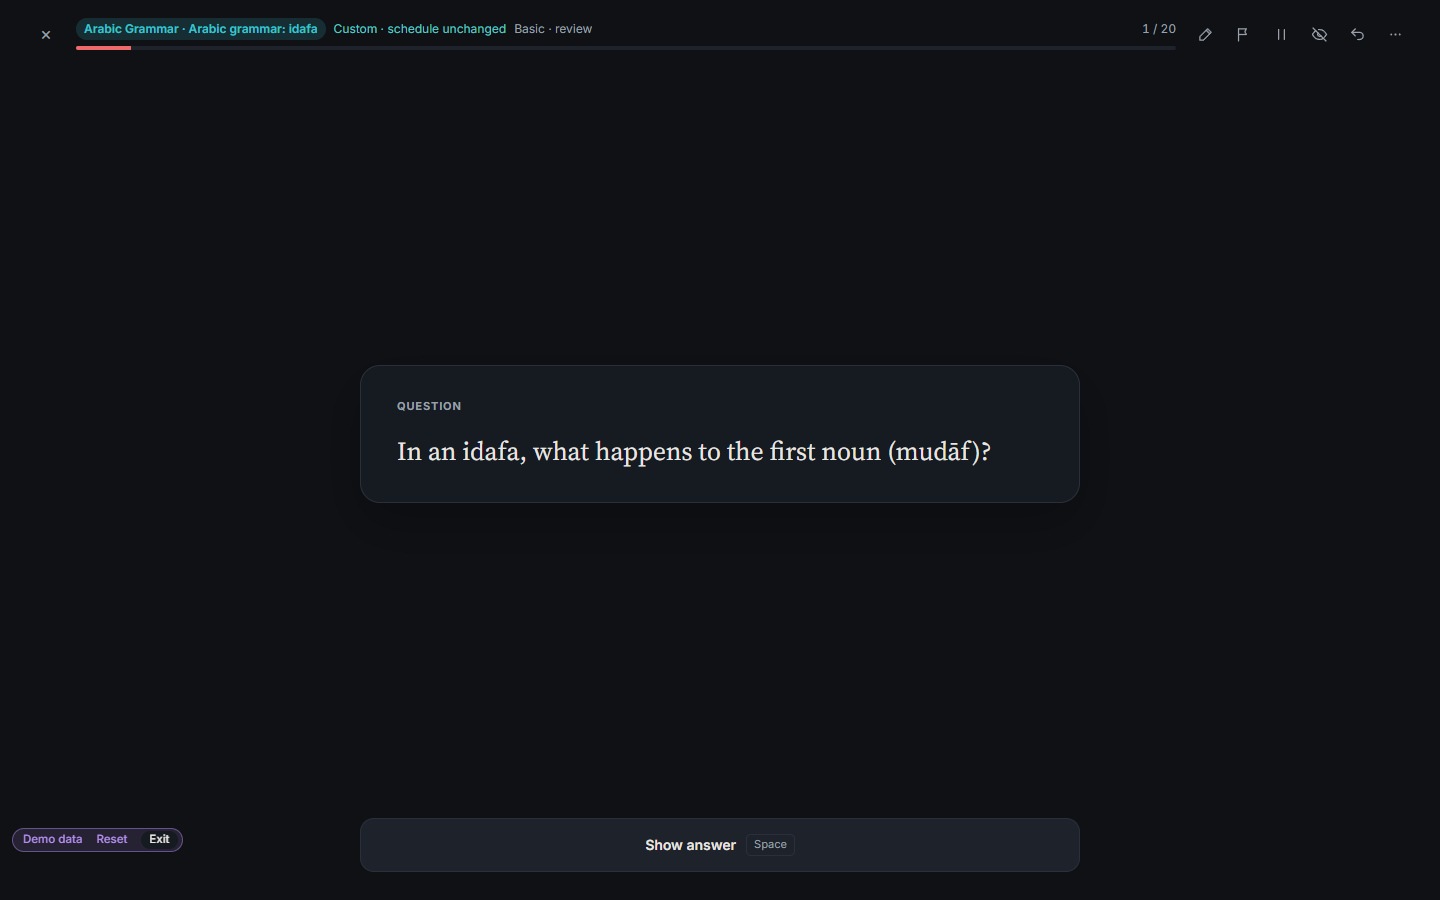 Arabic Grammar · Arabic grammar: idafa Custom · schedule unchanged Basic · review 1 / 20
QUESTION
In an idafa, what happens to the first noun (mudāf)?
Demo data Reset Exit
Show answer Space